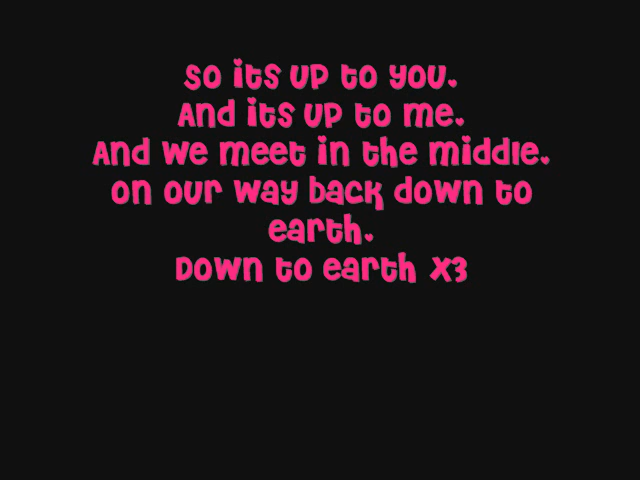 So its up to you.
And its up to me.
And we meet in the middle.
on our way back down to
earth.
Down to earth x3